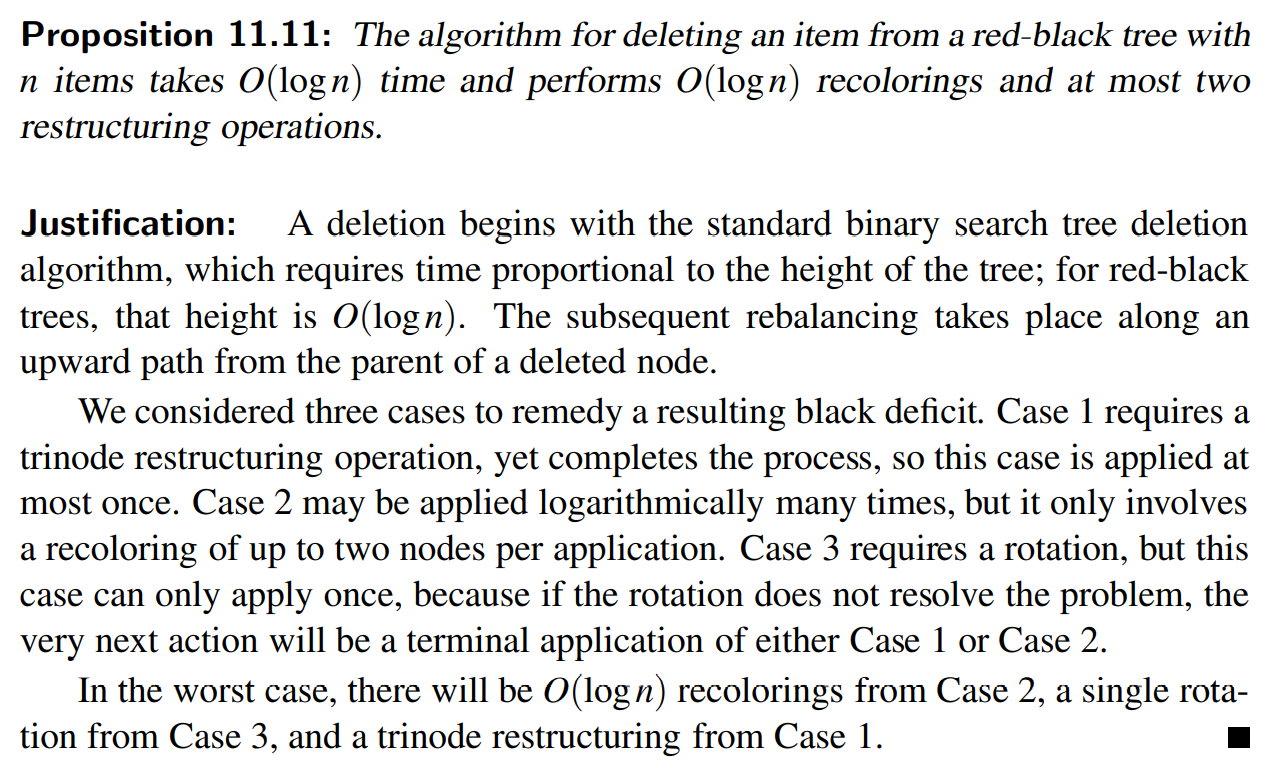 Proposition 11.11: The algorithm for deleting an item from a red-black tree with
n items takes O(log n) time and performs O(log n) recolorings and at most two
restructuring operations.
Justification: A deletion begins with the standard binary search tree deletion
algorithm, which requires time proportional to the height of the tree; for red-black
trees, that height is O(log n). The subsequent rebalancing takes place along an
upward path from the parent of a deleted node.
We considered three cases to remedy a resulting black deficit. Case 1 requires a
trinode restructuring operation, yet completes the process, so this case is applied at
most once. Case 2 may be applied logarithmically many times, but it only involves
a recoloring of up to two nodes per application. Case 3 requires a rotation, but this
case can only apply once, because if the rotation does not resolve the problem, the
very next action will be a terminal application of either Case 1 or Case 2.
In the worst case, there will be O(log n) recolorings from Case 2, a single rota-
tion from Case 3, and a trinode restructuring from Case 1. ■